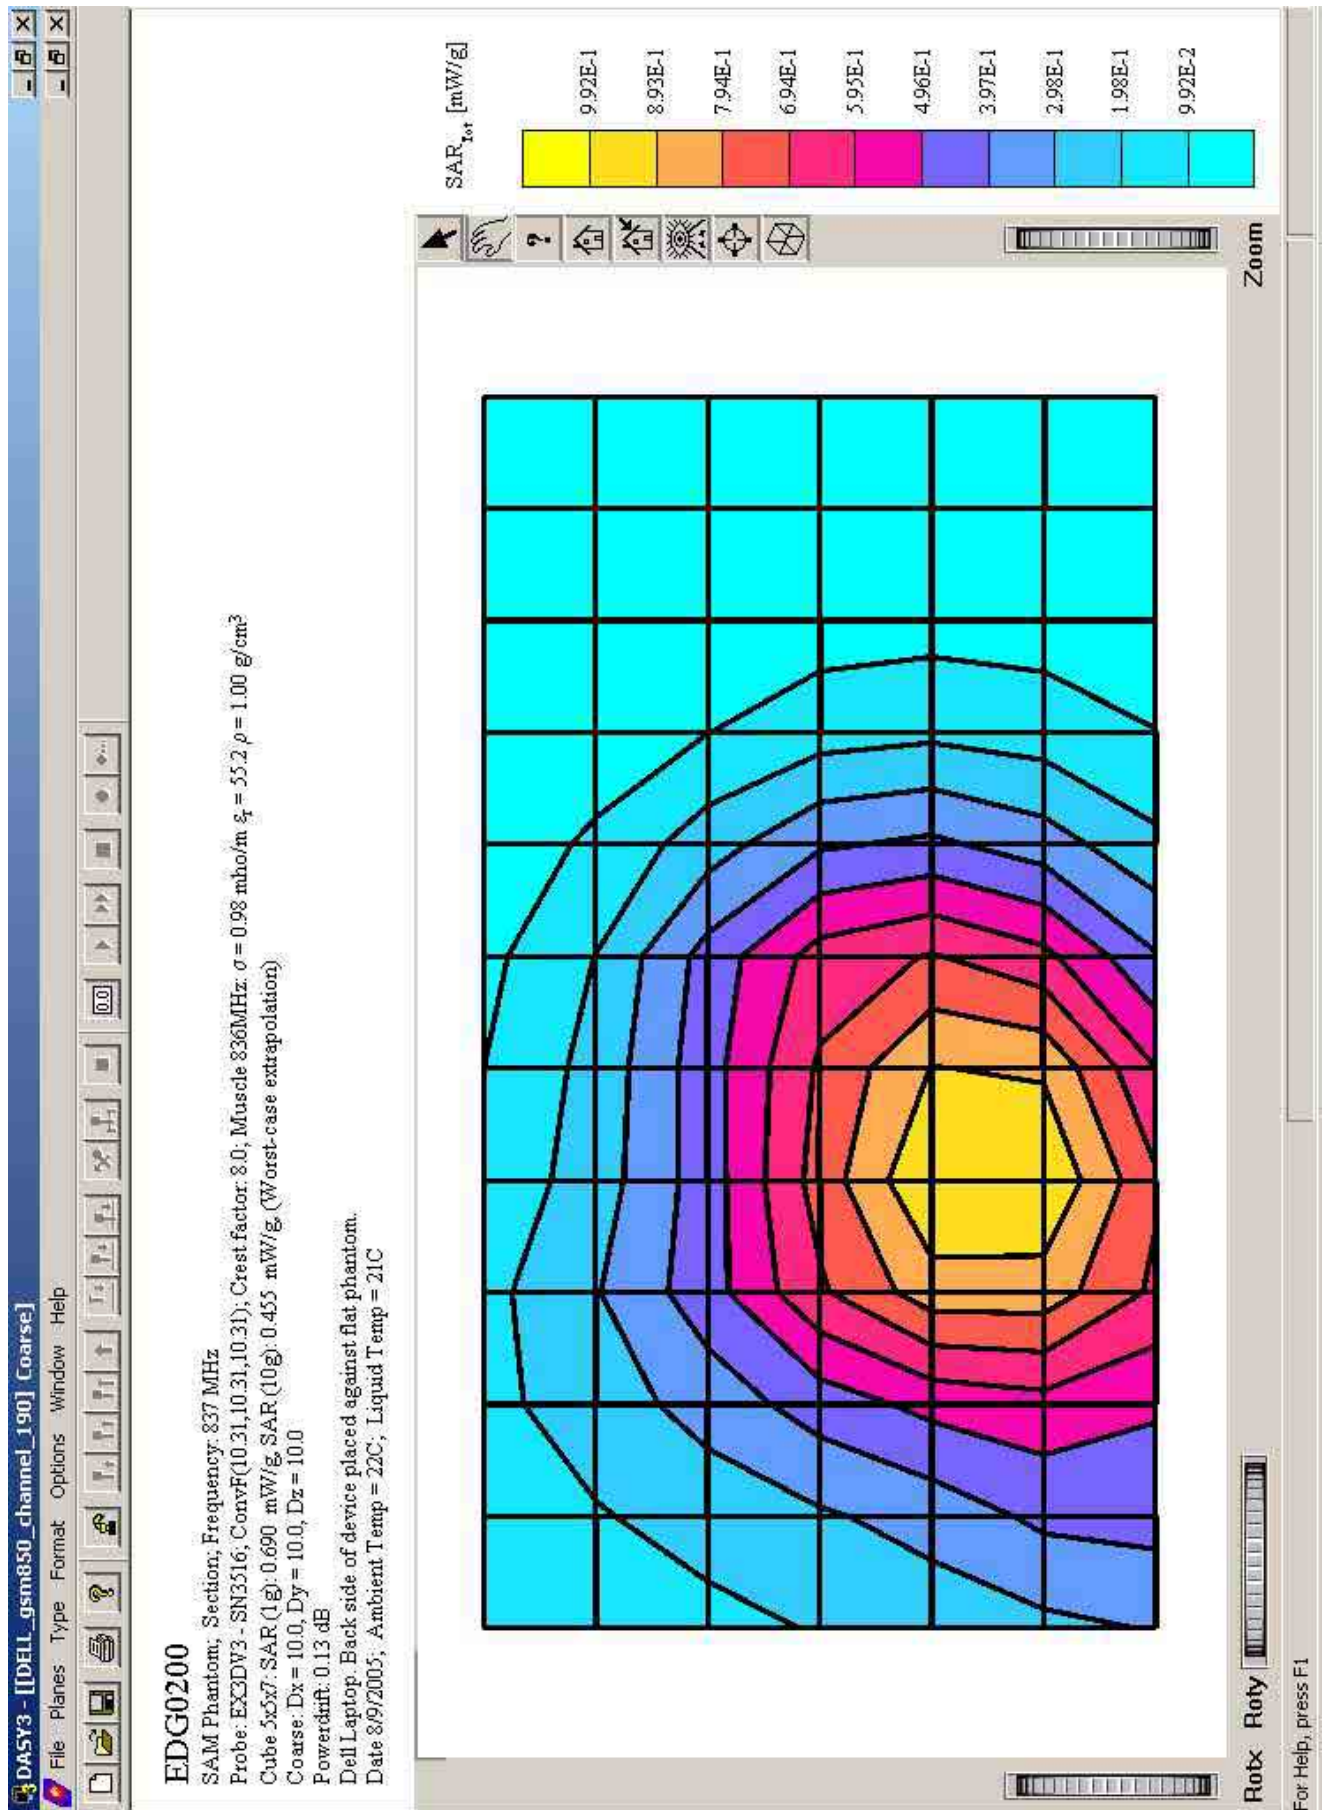 DASY3 - [[DELL_gsm850_channel_190] Coarse]
File Planes Type Format Options Window Help
0.0
EDG0200
SAM Phantom; Section; Frequency: 837 MHz
Probe: EX3DV3 - SN3516; ConvF(10.31,10.31,10.31); Crest factor: 8.0; Muscle 836MHz: σ = 0.98 mho/m εr = 55.2 ρ = 1.00 g/cm³
Cube 5x5x7: SAR (1g): 0.690 mW/g, SAR (10g): 0.455 mW/g, (Worst-case extrapolation)
Coarse: Dx = 10.0, Dy = 10.0, Dz = 10.0
Powerdrift: 0.13 dB
Dell Laptop. Back side of device placed against flat phantom.
Date 8/9/2005; Ambient Temp = 22C; Liquid Temp = 21C
SARTot [mW/g]
9.92E-1
8.93E-1
7.94E-1
6.94E-1
5.95E-1
4.96E-1
3.97E-1
2.98E-1
1.98E-1
9.92E-2
Rotx Roty Zoom
For Help, press F1